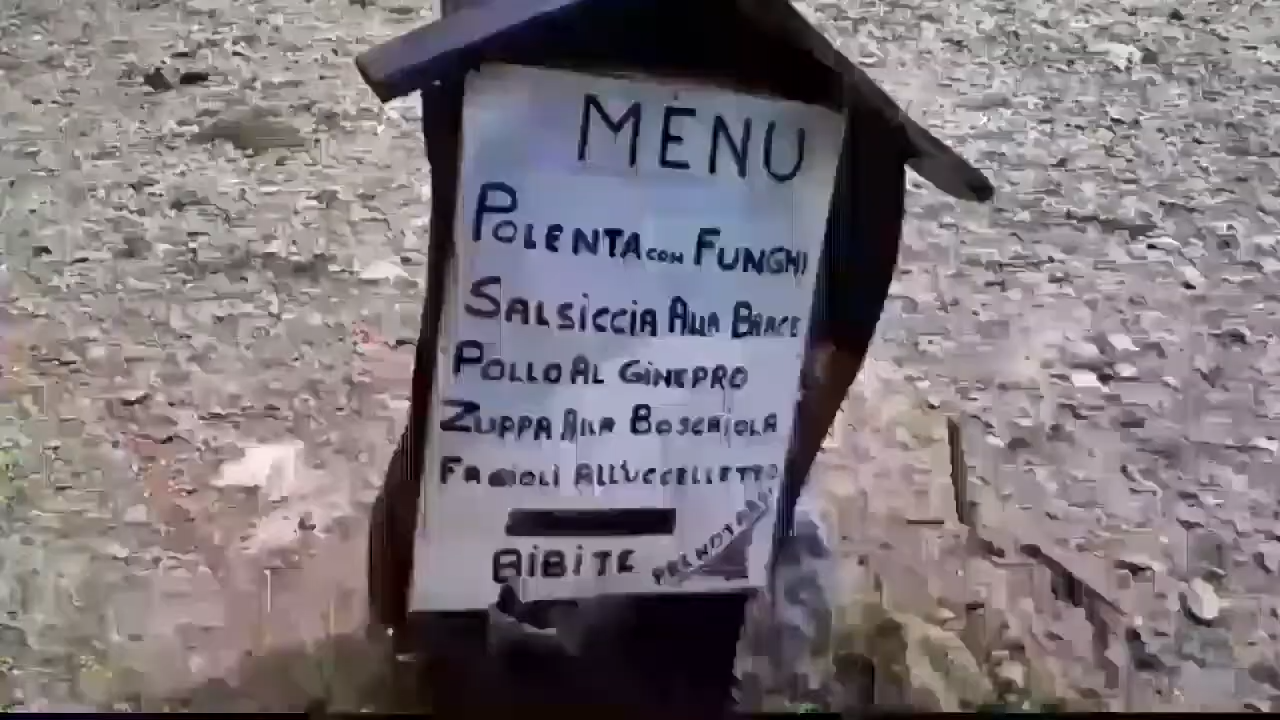 MENU
POLENTA CON FUNGHI
SALSICCIA ALLA BRACE
POLLO AL GINEPRO
ZUPPA ALLA BOSCAIOLA
FAGIOLI ALL'UCCELLETTO
BIBITE